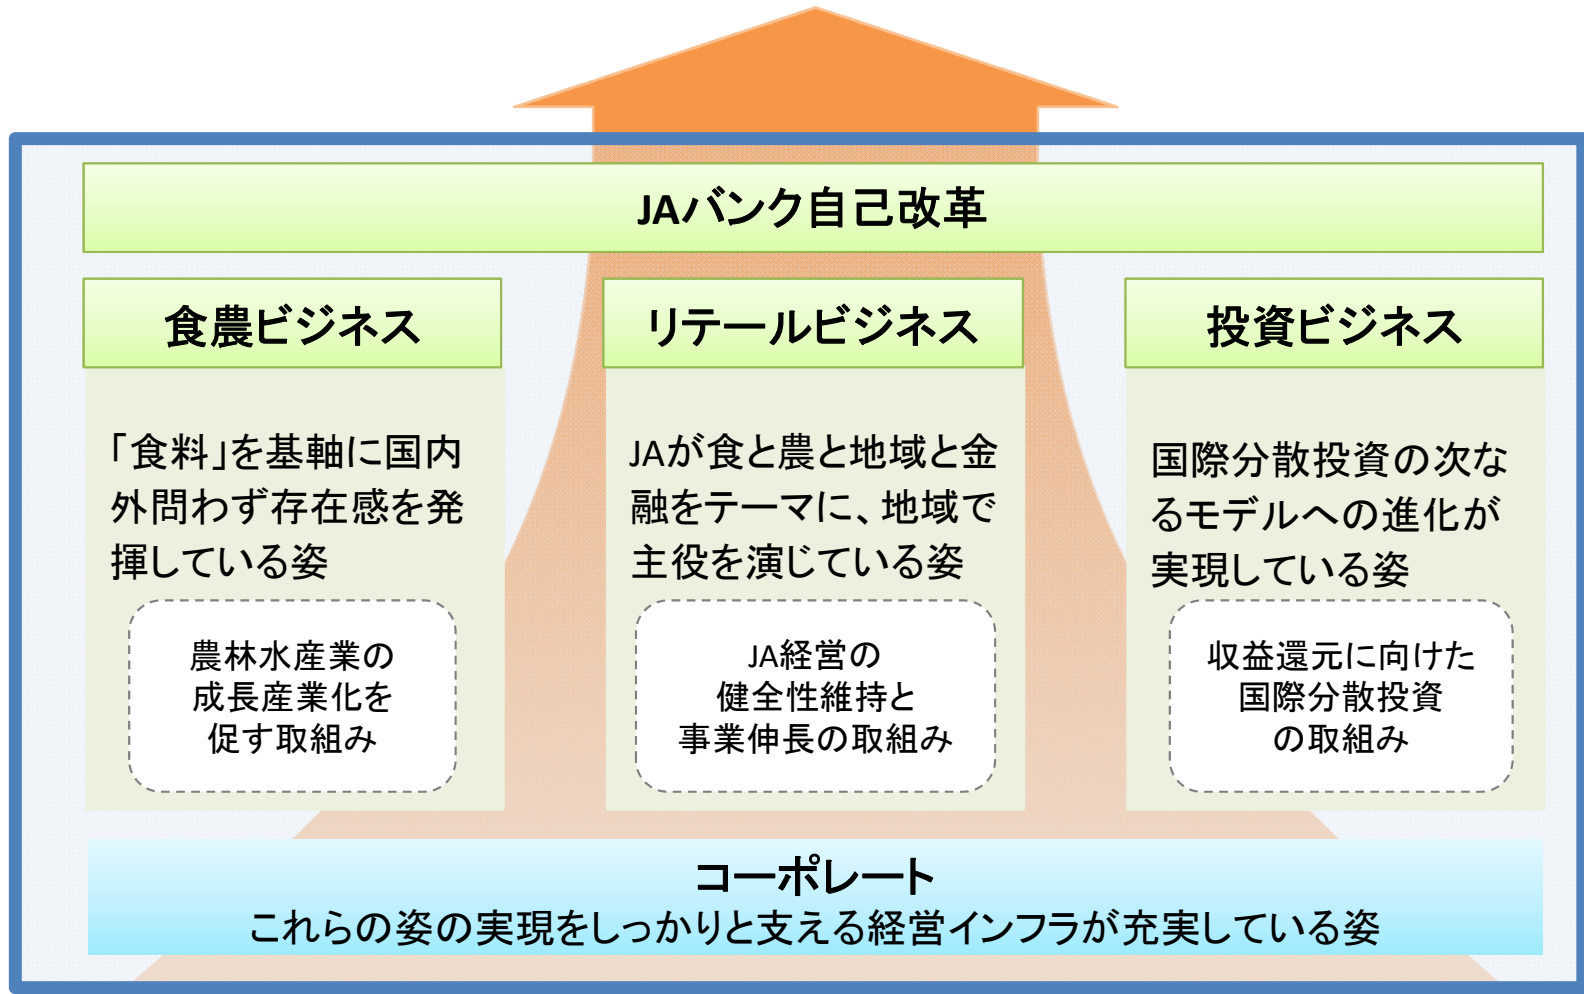 JAバンク自己改革
食農ビジネス
「食料」を基軸に国内
外問わず存在感を発
揮している姿
農林水産業の
成長産業化を
促す取組み
リテールビジネス
JAが食と農と地域と金
融をテーマに、地域で
主役を演じている姿
JA経営の
健全性維持と
事業伸長の取組み
投資ビジネス
国際分散投資の次な
るモデルへの進化が
実現している姿
収益還元に向けた
国際分散投資
の取組み
コーポレート
これらの姿の実現をしっかりと支える経営インフラが充実している姿